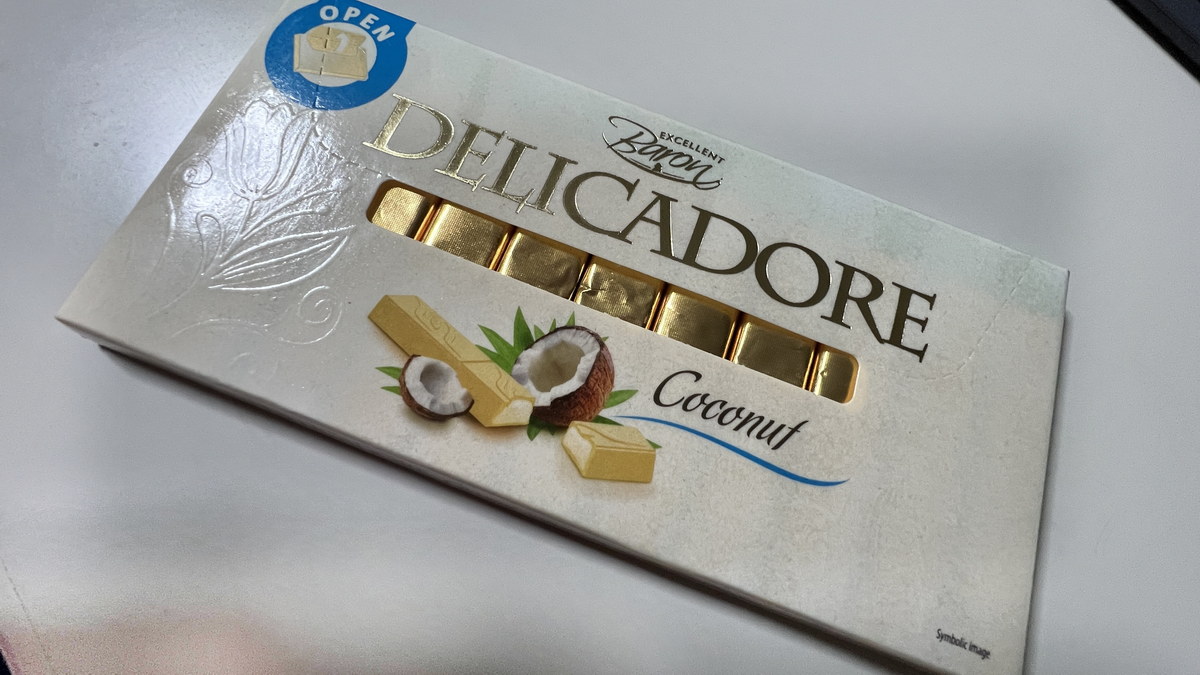 OPEN
EXCELLENT
Baron
DELICADORE
Coconut
Symbolic image.